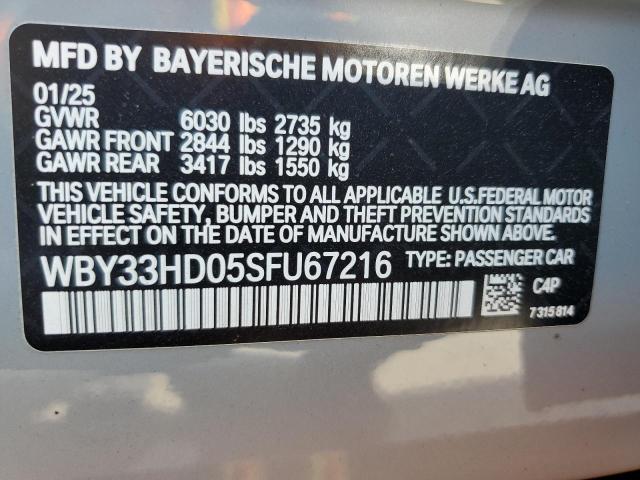 MFD BY BAYERISCHE MOTOREN WERKE AG
01/25
GVWR 6030 lbs 2735 kg
GAWR FRONT 2844 lbs 1290 kg
GAWR REAR 3417 lbs 1550 kg
THIS VEHICLE CONFORMS TO ALL APPLICABLE U.S.FEDERAL MOTOR
VEHICLE SAFETY, BUMPER AND THEFT PREVENTION STANDARDS
IN EFFECT ON THE DATE OF MANUFACTURE SHOWN ABOVE.
WBY33HD05SFU67216 TYPE: PASSENGER CAR
C4P
7315814